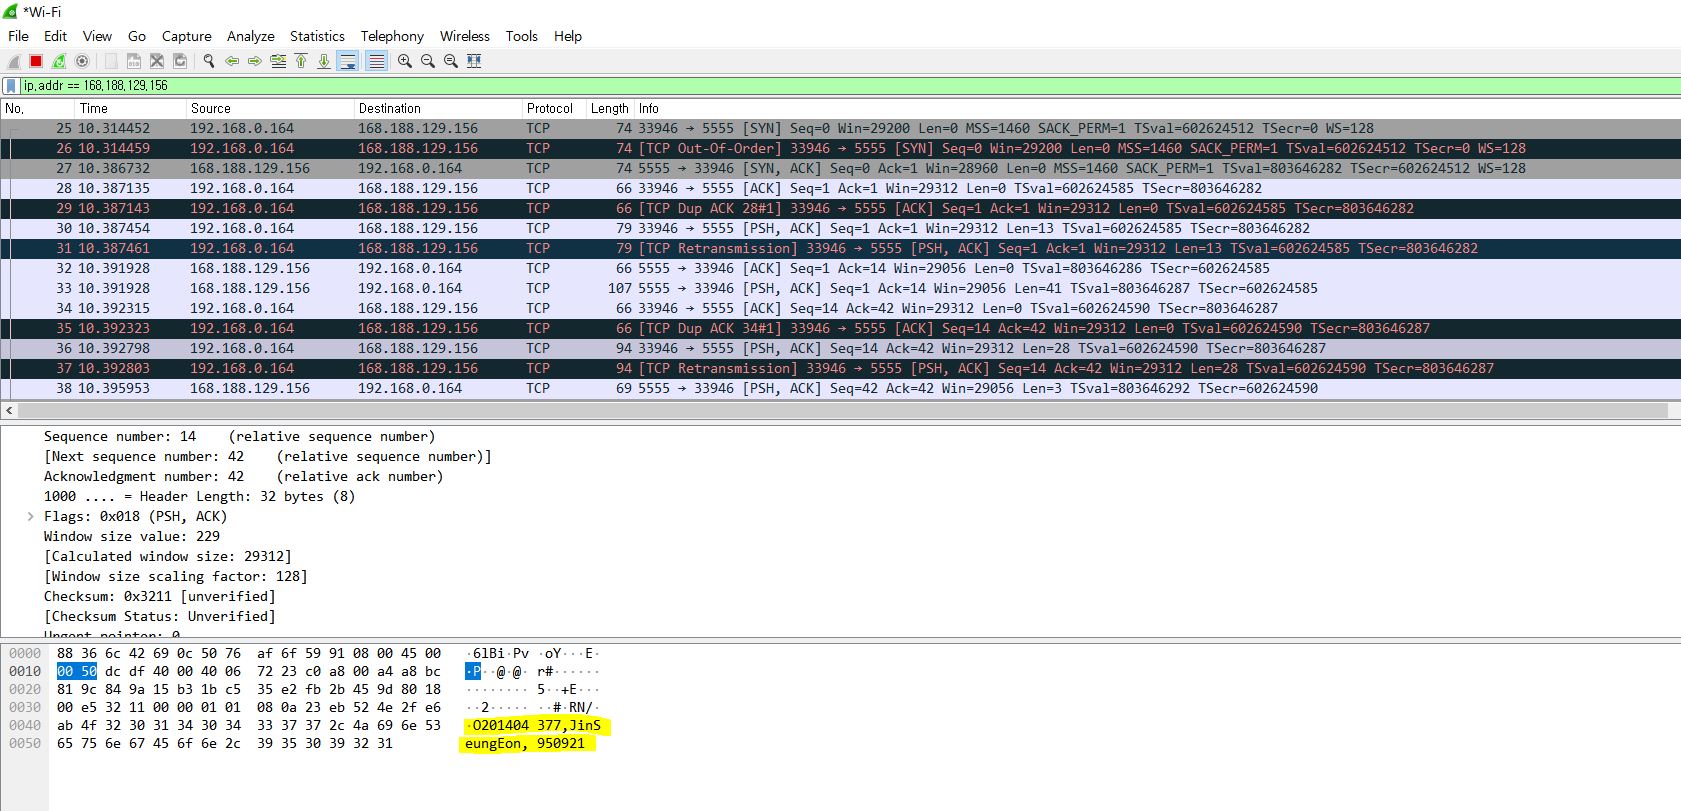 *Wi-Fi
File Edit View Go Capture Analyze Statistics Telephony Wireless Tools Help
ip.addr == 168.188.129.156
No. Time Source Destination Protocol Length Info
25 10.314452 192.168.0.164 168.188.129.156 TCP 74 33946 → 5555 [SYN] Seq=0 Win=29200 Len=0 MSS=1460 SACK_PERM=1 TSval=602624512 TSecr=0 WS=128
26 10.314459 192.168.0.164 168.188.129.156 TCP 74 [TCP Out-Of-Order] 33946 → 5555 [SYN] Seq=0 Win=29200 Len=0 MSS=1460 SACK_PERM=1 TSval=602624512 TSecr=0 WS=128
27 10.386732 168.188.129.156 192.168.0.164 TCP 74 5555 → 33946 [SYN, ACK] Seq=0 Ack=1 Win=28960 Len=0 MSS=1460 SACK_PERM=1 TSval=803646282 TSecr=602624512 WS=128
28 10.387135 192.168.0.164 168.188.129.156 TCP 66 33946 → 5555 [ACK] Seq=1 Ack=1 Win=29312 Len=0 TSval=602624585 TSecr=803646282
29 10.387143 192.168.0.164 168.188.129.156 TCP 66 [TCP Dup ACK 28#1] 33946 → 5555 [ACK] Seq=1 Ack=1 Win=29312 Len=0 TSval=602624585 TSecr=803646282
30 10.387454 192.168.0.164 168.188.129.156 TCP 79 33946 → 5555 [PSH, ACK] Seq=1 Ack=1 Win=29312 Len=13 TSval=602624585 TSecr=803646282
31 10.387461 192.168.0.164 168.188.129.156 TCP 79 [TCP Retransmission] 33946 → 5555 [PSH, ACK] Seq=1 Ack=1 Win=29312 Len=13 TSval=602624585 TSecr=803646282
32 10.391928 168.188.129.156 192.168.0.164 TCP 66 5555 → 33946 [ACK] Seq=1 Ack=14 Win=29056 Len=0 TSval=803646286 TSecr=602624585
33 10.391928 168.188.129.156 192.168.0.164 TCP 107 5555 → 33946 [PSH, ACK] Seq=1 Ack=14 Win=29056 Len=41 TSval=803646287 TSecr=602624585
34 10.392315 192.168.0.164 168.188.129.156 TCP 66 33946 → 5555 [ACK] Seq=14 Ack=42 Win=29312 Len=0 TSval=602624590 TSecr=803646287
35 10.392323 192.168.0.164 168.188.129.156 TCP 66 [TCP Dup ACK 34#1] 33946 → 5555 [ACK] Seq=14 Ack=42 Win=29312 Len=0 TSval=602624590 TSecr=803646287
36 10.392798 192.168.0.164 168.188.129.156 TCP 94 33946 → 5555 [PSH, ACK] Seq=14 Ack=42 Win=29312 Len=28 TSval=602624590 TSecr=803646287
37 10.392803 192.168.0.164 168.188.129.156 TCP 94 [TCP Retransmission] 33946 → 5555 [PSH, ACK] Seq=14 Ack=42 Win=29312 Len=28 TSval=602624590 TSecr=803646287
38 10.395953 168.188.129.156 192.168.0.164 TCP 69 5555 → 33946 [PSH, ACK] Seq=42 Ack=42 Win=29056 Len=3 TSval=803646292 TSecr=602624590
Sequence number: 14 (relative sequence number)
[Next sequence number: 42 (relative sequence number)]
Acknowledgment number: 42 (relative ack number)
1000 .... = Header Length: 32 bytes (8)
Flags: 0x018 (PSH, ACK)
Window size value: 229
[Calculated window size: 29312]
[Window size scaling factor: 128]
Checksum: 0x3211 [unverified]
[Checksum Status: Unverified]
Urgent pointer: 0
0000 88 36 6c 42 69 0c 50 76 af 6f 59 91 08 00 45 00 ·6lBi·Pv ·oY···E·
0010 00 50 dc df 40 00 40 06 72 23 c0 a8 00 a4 a8 bc ·P··@·@· r#······
0020 81 9c 84 9a 15 b3 1b c5 35 e2 fb 2b 45 9d 80 18 ········ 5··+E···
0030 00 e5 32 11 00 00 01 01 08 0a 23 eb 52 4e 2f e6 ··2····· ··#·RN/·
0040 ab 4f 32 30 31 34 30 34 33 37 37 2c 4a 69 6e 53 ·O201404 377,JinS
0050 65 75 6e 67 45 6f 6e 2c 39 35 30 39 32 31 eungEon, 950921